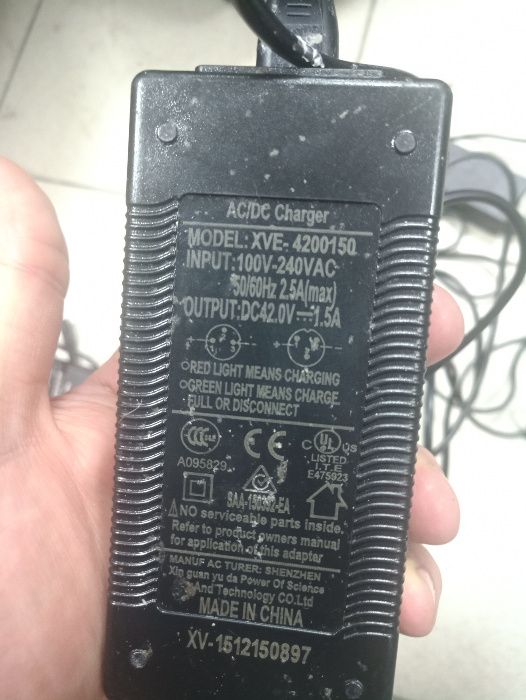 AC/DC Charger
MODEL: XVE- 4200150
INPUT: 100V-240VAC
50/60Hz 2.5A(max)
OUTPUT: DC42.0V⎓1.5A
- + + -
○RED LIGHT MEANS CHARGING
○GREEN LIGHT MEANS CHARGE
FULL OR DISCONNECT
CCC CE C UL US
LISTED
I.T.E
A095829 E475923
⚠NO serviceable parts inside.
Refer to product owners manual
for application of this adapter
MANUF AC TURER: SHENZHEN
Xin guan yu da Power Of Science
And Technology CO.Ltd
MADE IN CHINA
XV-1512150897